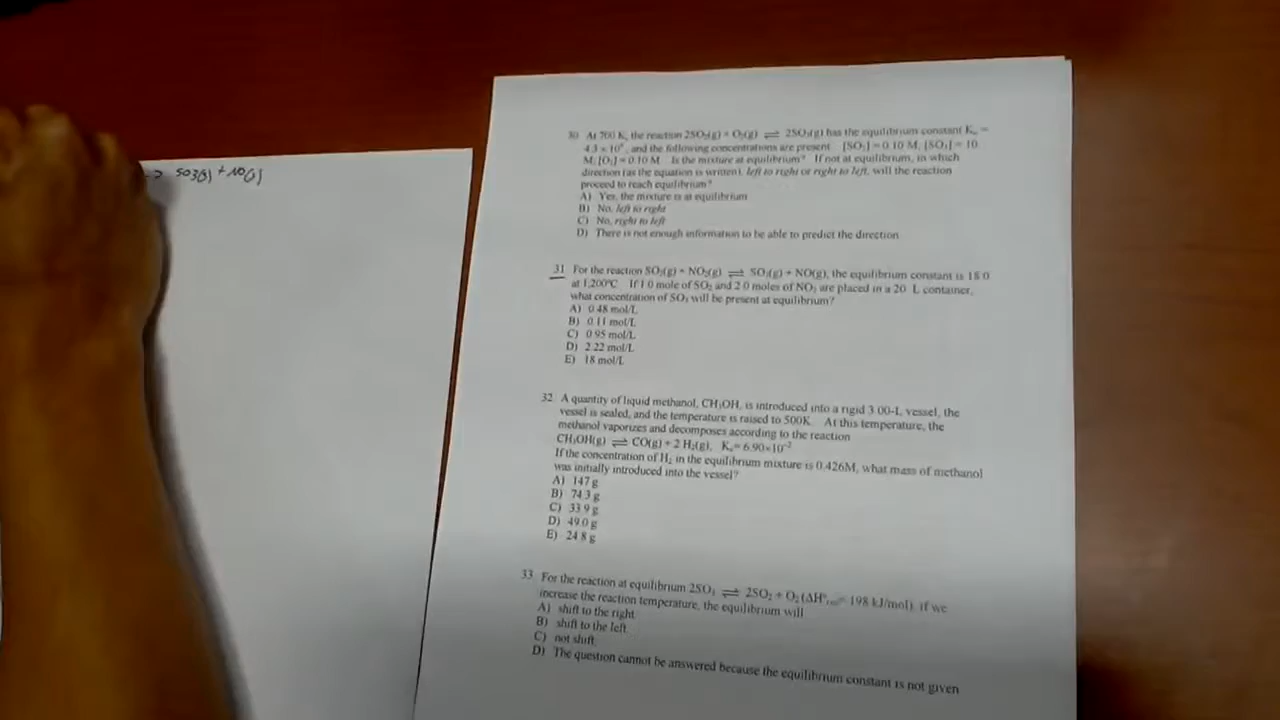 SO3(g) + NO(g)
30. At 700 K, the reaction 2SO₂(g) + O₂(g) ⇌ 2SO₃(g) has the equilibrium constant Kc =
4.3 × 10⁶, and the following concentrations are present: [SO₂] = 0.10 M; [SO₃] = 10.
M; [O₂] = 0.10 M. Is the mixture at equilibrium? If not at equilibrium, in which
direction (as the equation is written), left to right or right to left, will the reaction
proceed to reach equilibrium?
A) Yes, the mixture is at equilibrium.
B) No, left to right
C) No, right to left
D) There is not enough information to be able to predict the direction.
31. For the reaction SO₂(g) + NO₂(g) ⇌ SO₃(g) + NO(g), the equilibrium constant is 18.0
at 1,200°C. If 1.0 mole of SO₂ and 2.0 moles of NO₂ are placed in a 20. L container,
what concentration of SO₃ will be present at equilibrium?
A) 0.48 mol/L
B) 0.11 mol/L
C) 0.95 mol/L
D) 2.22 mol/L
E) 18 mol/L
32. A quantity of liquid methanol, CH₃OH, is introduced into a rigid 3.00-L vessel, the
vessel is sealed, and the temperature is raised to 500K. At this temperature, the
methanol vaporizes and decomposes according to the reaction
CH₃OH(g) ⇌ CO(g) + 2 H₂(g), Kc= 6.90×10⁻²
If the concentration of H₂ in the equilibrium mixture is 0.426M, what mass of methanol
was initially introduced into the vessel?
A) 147 g
B) 74.3 g
C) 33.9 g
D) 49.0 g
E) 24.8 g
33. For the reaction at equilibrium 2SO₃ ⇌ 2SO₂ + O₂ (ΔH°rxn= 198 kJ/mol), if we
increase the reaction temperature, the equilibrium will
A) shift to the right.
B) shift to the left.
C) not shift.
D) The question cannot be answered because the equilibrium constant is not given